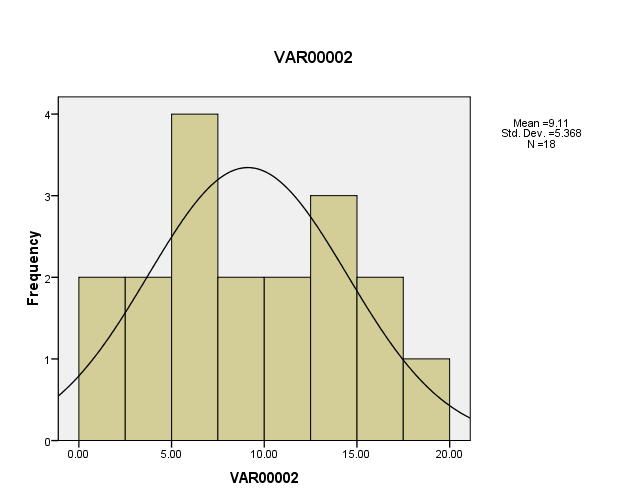 VAR00002
Mean =9.11
Std. Dev. =5.368
N =18
Frequency
4
3
2
1
0
0.00 5.00 10.00 15.00 20.00
VAR00002